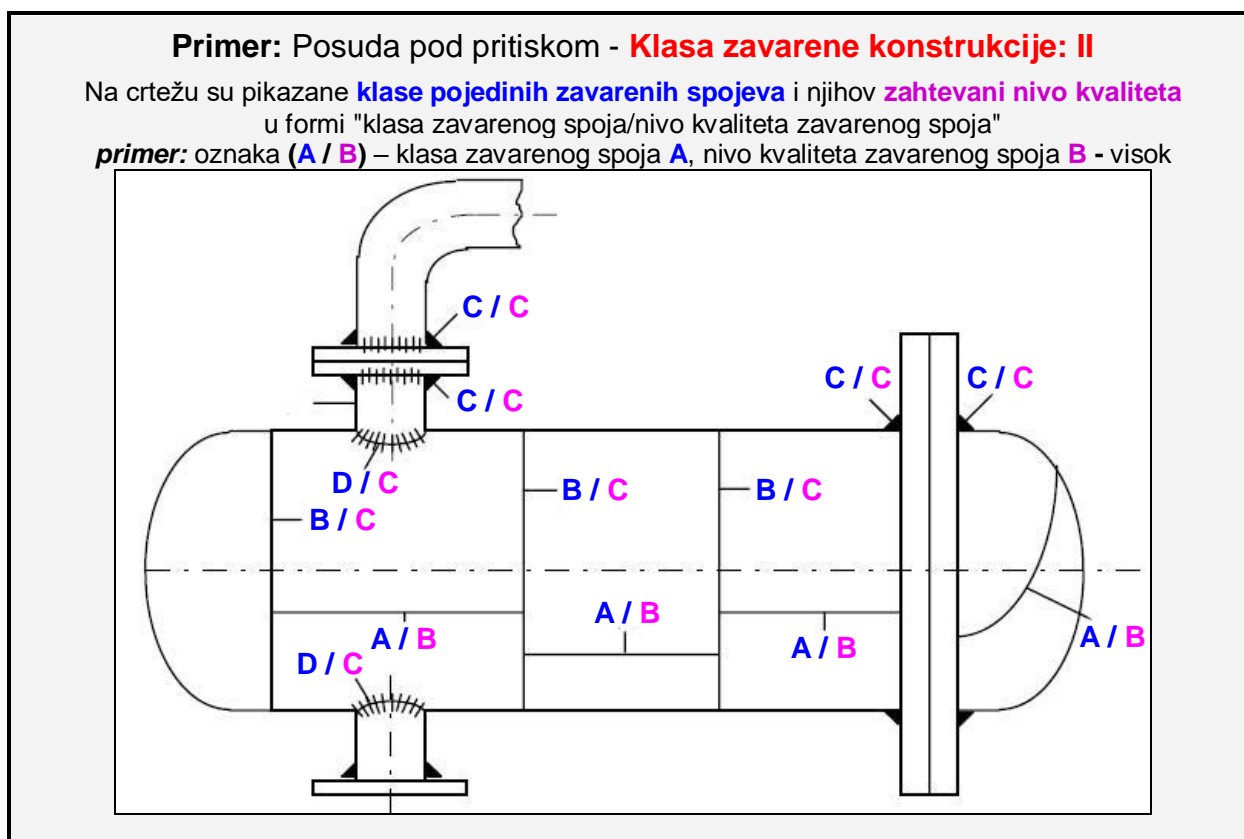 Primer: Posuda pod pritiskom - Klasa zavarene konstrukcije: II
Na crtežu su pikazane klase pojedinih zavarenih spojeva i njihov zahtevani nivo kvaliteta
u formi "klasa zavarenog spoja/nivo kvaliteta zavarenog spoja"
primer: oznaka (A / B) – klasa zavarenog spoja A, nivo kvaliteta zavarenog spoja B - visok
C / C
C / C
C / C
C / C
D / C
B / C
B / C
B / C
A / B
A / B
A / B
A / B
D / C